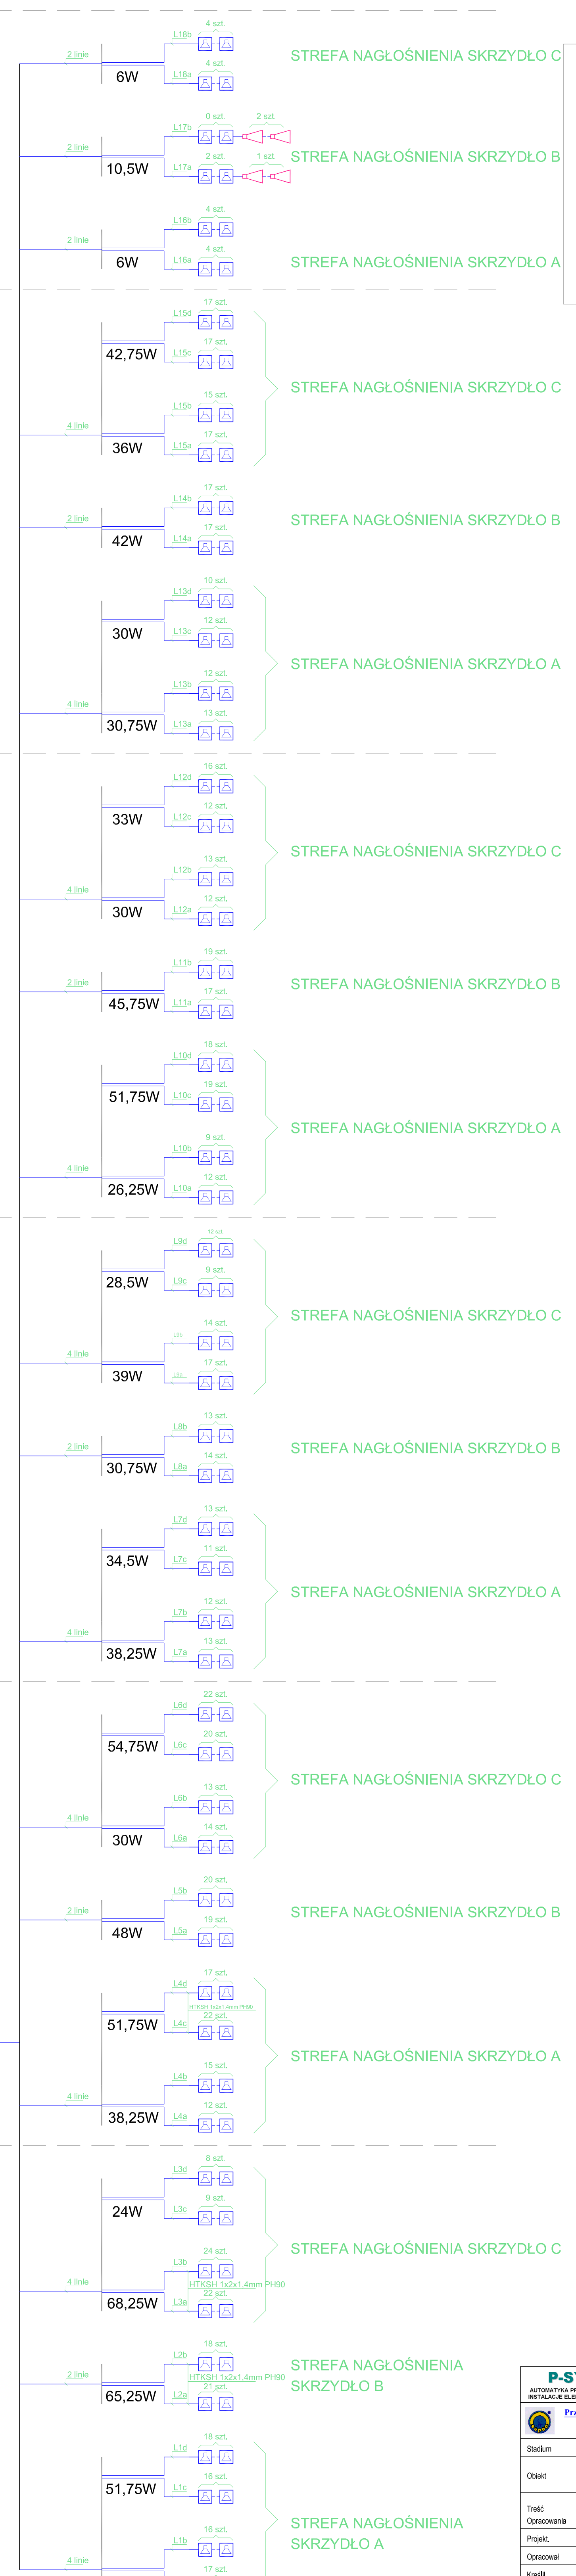 4 szt.
L18b
2 linie
STREFA NAGŁOŚNIENIA SKRZYDŁO C
4 szt.
6W
L18a
0 szt.
2 szt.
L17b
2 linie
STREFA NAGŁOŚNIENIA SKRZYDŁO B
2 szt.
1 szt.
10,5W
L17a
4 szt.
L16b
2 linie
4 szt.
6W
L16a
STREFA NAGŁOŚNIENIA SKRZYDŁO A
17 szt.
L15d
17 szt.
42,75W
L15c
STREFA NAGŁOŚNIENIA SKRZYDŁO C
15 szt.
L15b
4 linie
17 szt.
36W
L15a
17 szt.
L14b
2 linie
STREFA NAGŁOŚNIENIA SKRZYDŁO B
17 szt.
42W
L14a
10 szt.
L13d
12 szt.
30W
L13c
STREFA NAGŁOŚNIENIA SKRZYDŁO A
12 szt.
L13b
4 linie
13 szt.
30,75W
L13a
16 szt.
L12d
12 szt.
33W
L12c
STREFA NAGŁOŚNIENIA SKRZYDŁO C
13 szt.
L12b
4 linie
12 szt.
30W
L12a
19 szt.
L11b
2 linie
STREFA NAGŁOŚNIENIA SKRZYDŁO B
17 szt.
45,75W
L11a
18 szt.
L10d
19 szt.
51,75W
L10c
STREFA NAGŁOŚNIENIA SKRZYDŁO A
9 szt.
L10b
4 linie
12 szt.
26,25W
L10a
12 szt.
L9d
9 szt.
28,5W
L9c
STREFA NAGŁOŚNIENIA SKRZYDŁO C
14 szt.
L9b
4 linie
17 szt.
39W
L9a
13 szt.
L8b
2 linie
STREFA NAGŁOŚNIENIA SKRZYDŁO B
14 szt.
30,75W
L8a
13 szt.
L7d
11 szt.
34,5W
L7c
STREFA NAGŁOŚNIENIA SKRZYDŁO A
12 szt.
L7b
4 linie
13 szt.
38,25W
L7a
22 szt.
L6d
20 szt.
54,75W
L6c
STREFA NAGŁOŚNIENIA SKRZYDŁO C
13 szt.
L6b
4 linie
14 szt.
30W
L6a
20 szt.
L5b
2 linie
STREFA NAGŁOŚNIENIA SKRZYDŁO B
19 szt.
48W
L5a
17 szt.
L4d
HTKSH 1x2x1,4mm PH90
22 szt.
51,75W
L4c
STREFA NAGŁOŚNIENIA SKRZYDŁO A
15 szt.
L4b
4 linie
12 szt.
38,25W
L4a
8 szt.
L3d
9 szt.
24W
L3c
STREFA NAGŁOŚNIENIA SKRZYDŁO C
24 szt.
L3b
4 linie
HTKSH 1x2x1,4mm PH90
22 szt.
68,25W
L3a
18 szt.
L2b
2 linie
STREFA NAGŁOŚNIENIA
SKRZYDŁO B
HTKSH 1x2x1,4mm PH90
21 szt.
65,25W
L2a
18 szt.
L1d
16 szt.
51,75W
L1c
STREFA NAGŁOŚNIENIA
SKRZYDŁO A
16 szt.
L1b
4 linie
17 szt.
P-SY
AUTOMATYKA PR
INSTALACJE ELE
Prz
Stadium
Obiekt
Treść
Opracowania
Projekt.
Opracował
Kreślił